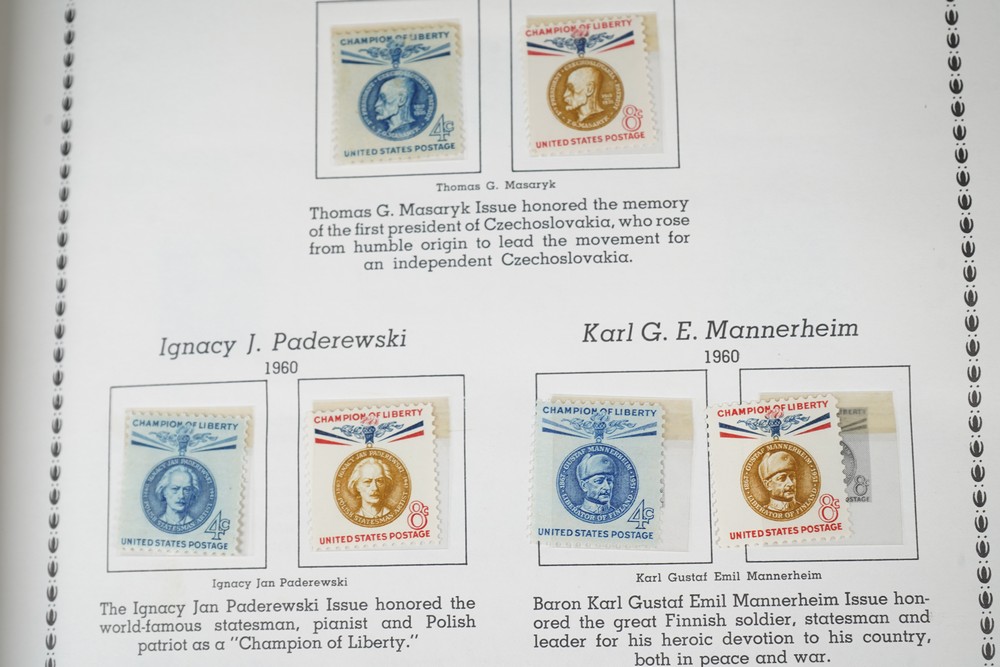 CHAMPION OF LIBERTY
4¢
UNITED STATES POSTAGE
CHAMPION OF LIBERTY
T. G. MASARYK
8¢
UNITED STATES POSTAGE
Thomas G. Masaryk
Thomas G. Masaryk Issue honored the memory
of the first president of Czechoslovakia, who rose
from humble origin to lead the movement for
an independent Czechoslovakia.
Ignacy J. Paderewski
1960
CHAMPION OF LIBERTY
4¢
UNITED STATES POSTAGE
CHAMPION OF LIBERTY
8¢
UNITED STATES POSTAGE
Ignacy Jan Paderewski
The Ignacy Jan Paderewski Issue honored the
world-famous statesman, pianist and Polish
patriot as a "Champion of Liberty."
Karl G. E. Mannerheim
1960
CHAMPION OF LIBERTY
GUSTAF MANNERHEIM
LIBERATOR OF FINLAND
4¢
UNITED STATES POSTAGE
CHAMPION OF LIBERTY
GUSTAF MANNERHEIM
LIBERATOR OF FINLAND
8¢
UNITED STATES POSTAGE
8¢
Karl Gustaf Emil Mannerheim
Baron Karl Gustaf Emil Mannerheim Issue hon-
ored the great Finnish soldier, statesman and
leader for his heroic devotion to his country,
both in peace and war.